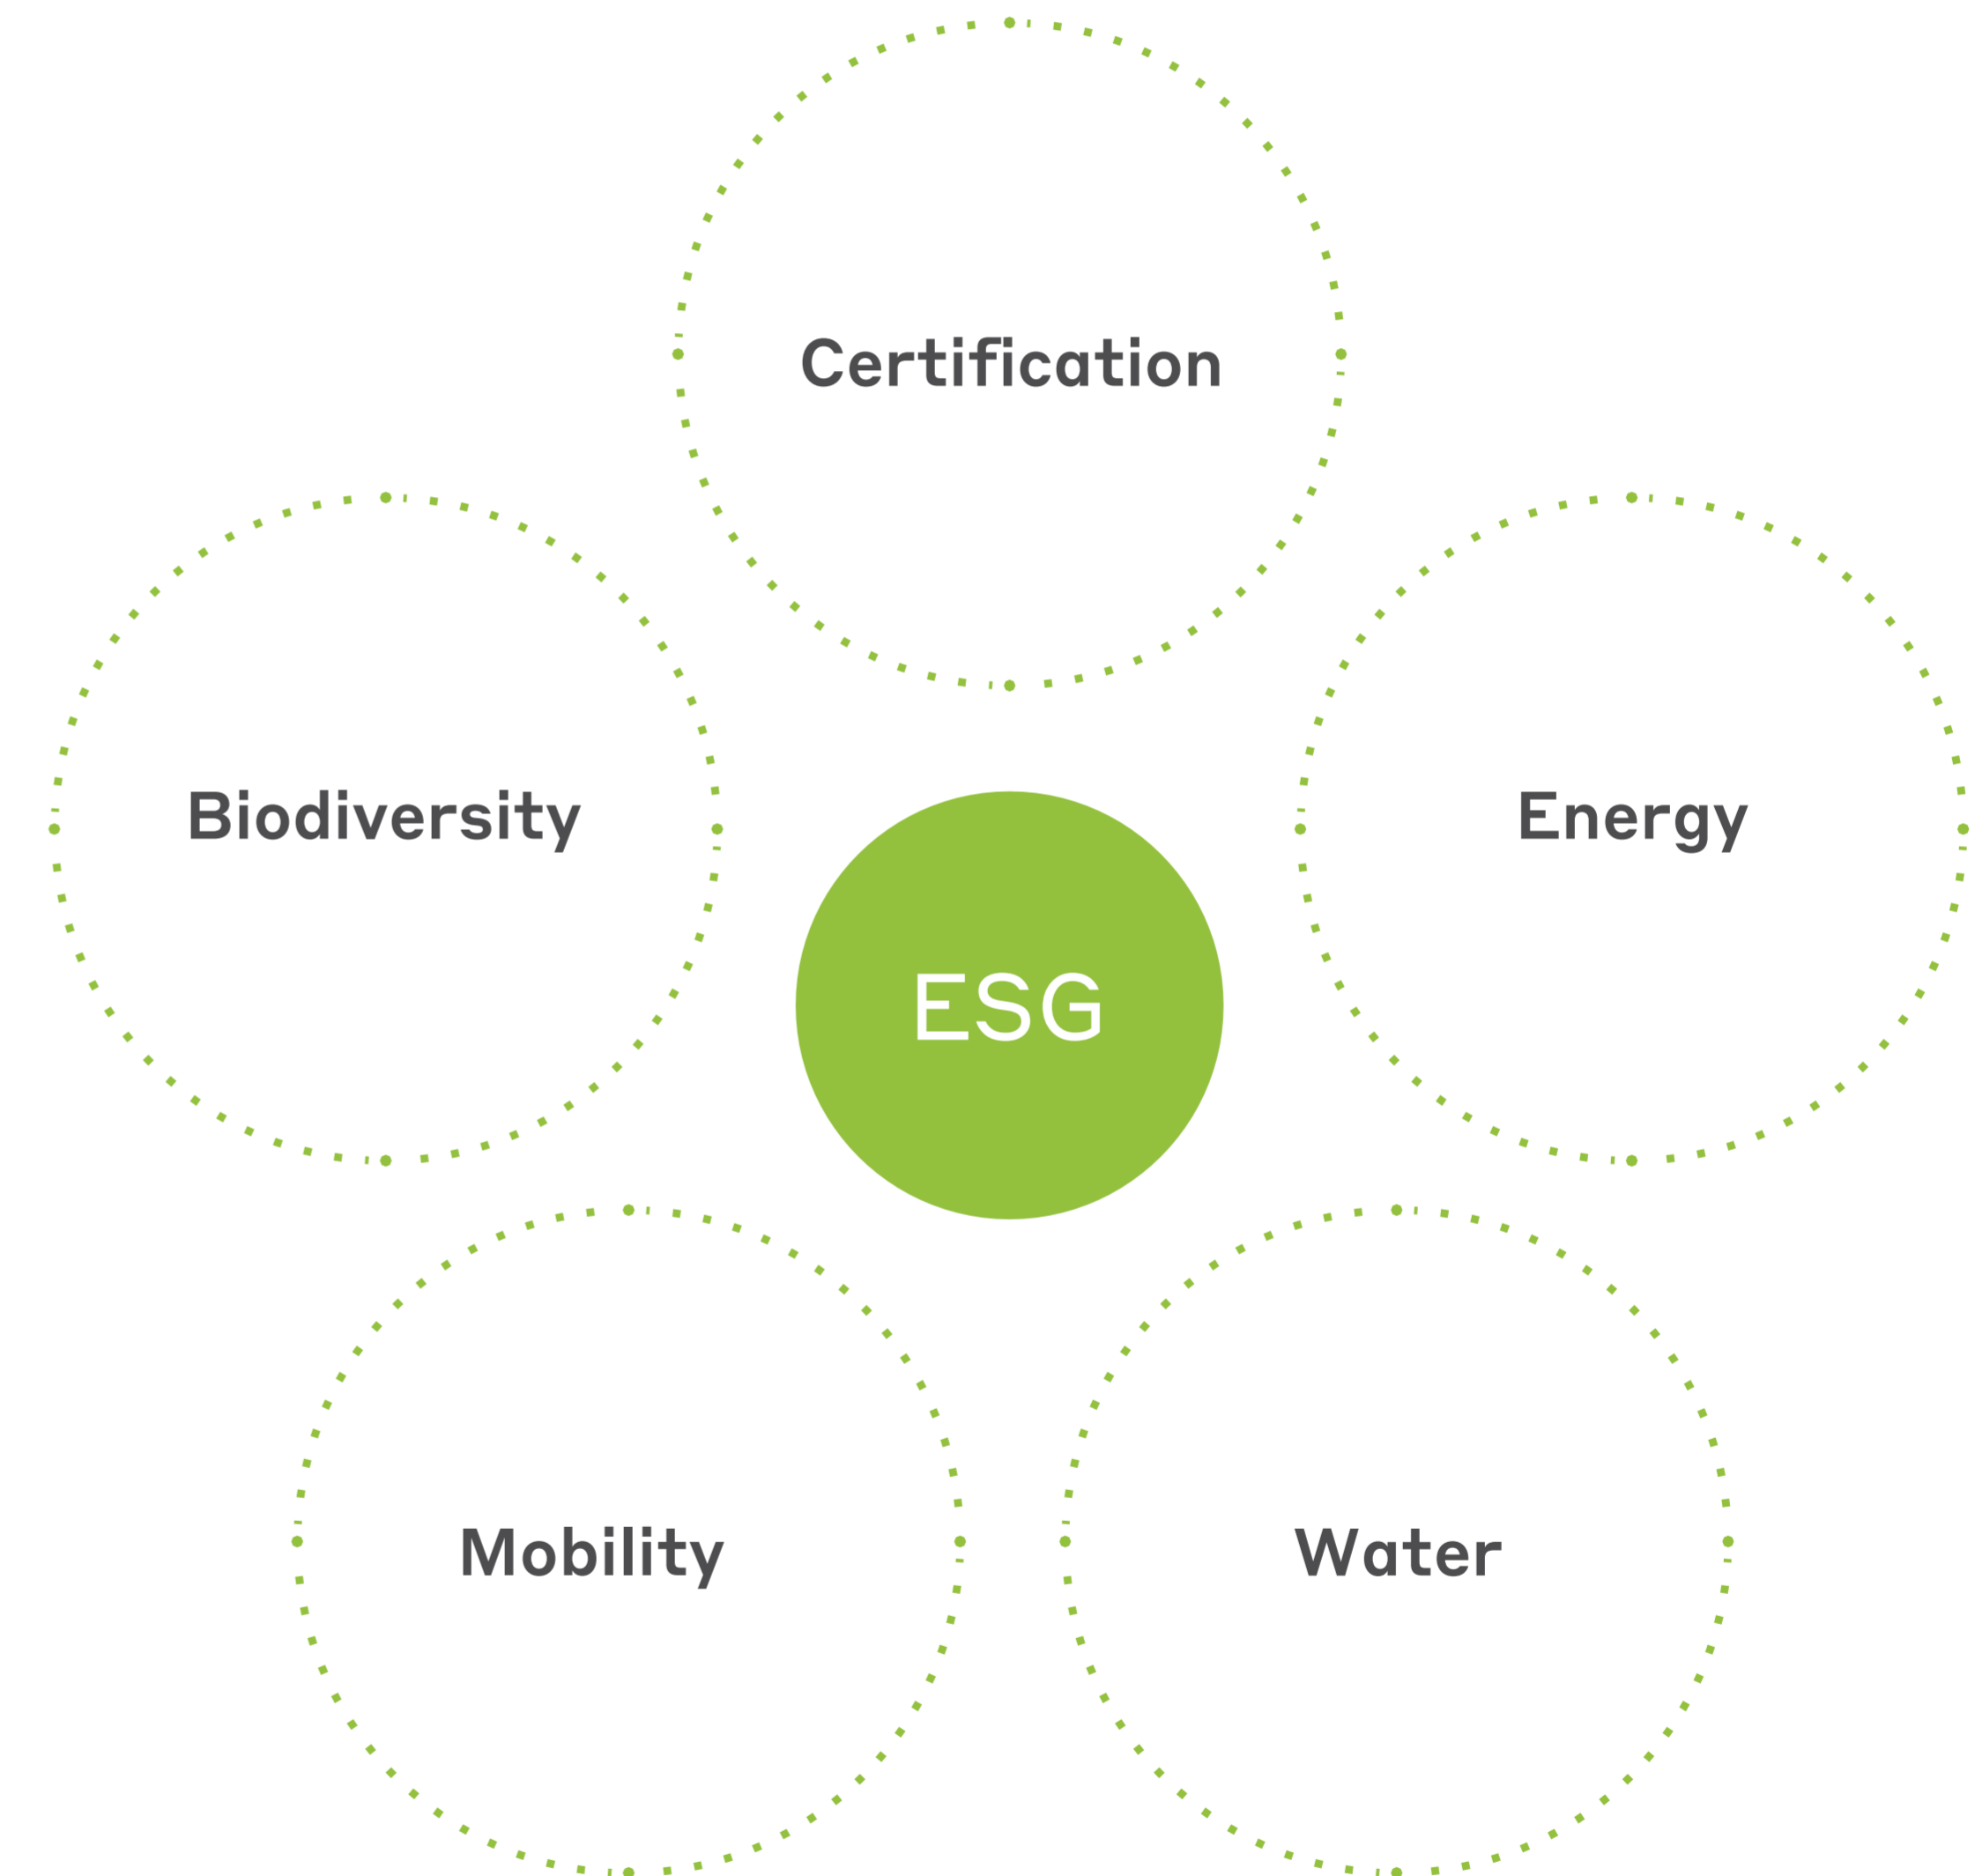 Certification
Biodiversity
Energy
ESG
Mobility
Water